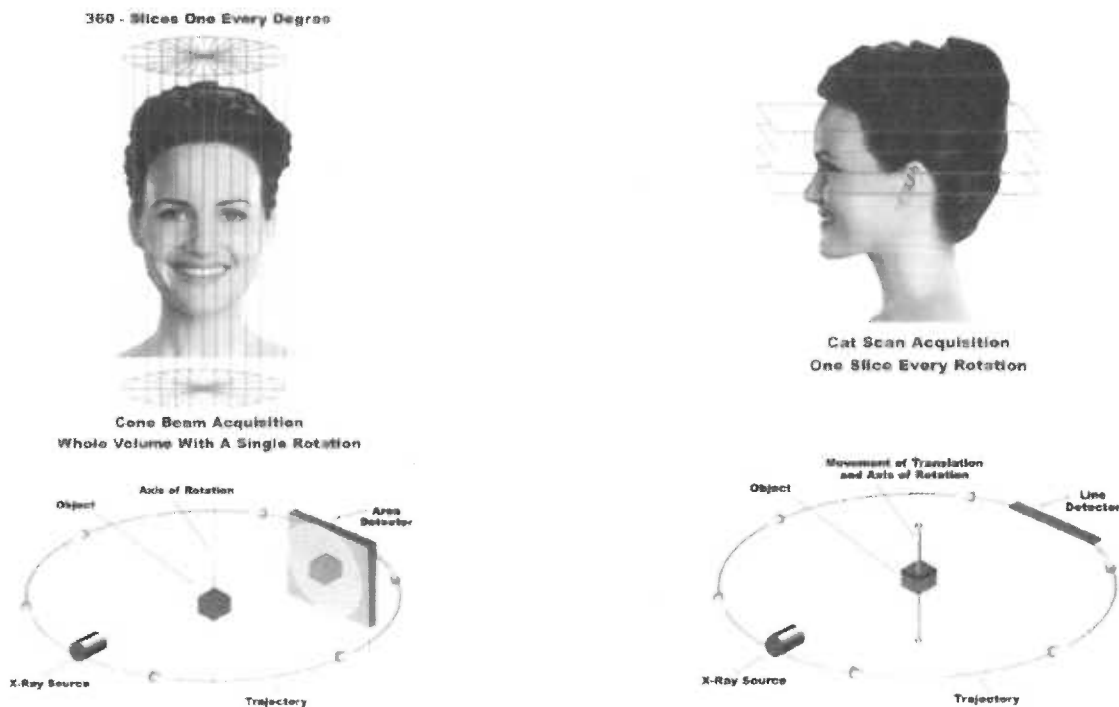 360 - Slices One Every Degree
Cone Beam Acquisition
Whole Volume With A Single Rotation
Cat Scan Acquisition
One Slice Every Rotation
Axis of Rotation
Object
Area
Detector
X-Ray Source
Trajectory
Movement of Translation
and Axis of Rotation
Object
Line
Detector
X-Ray Source
Trajectory